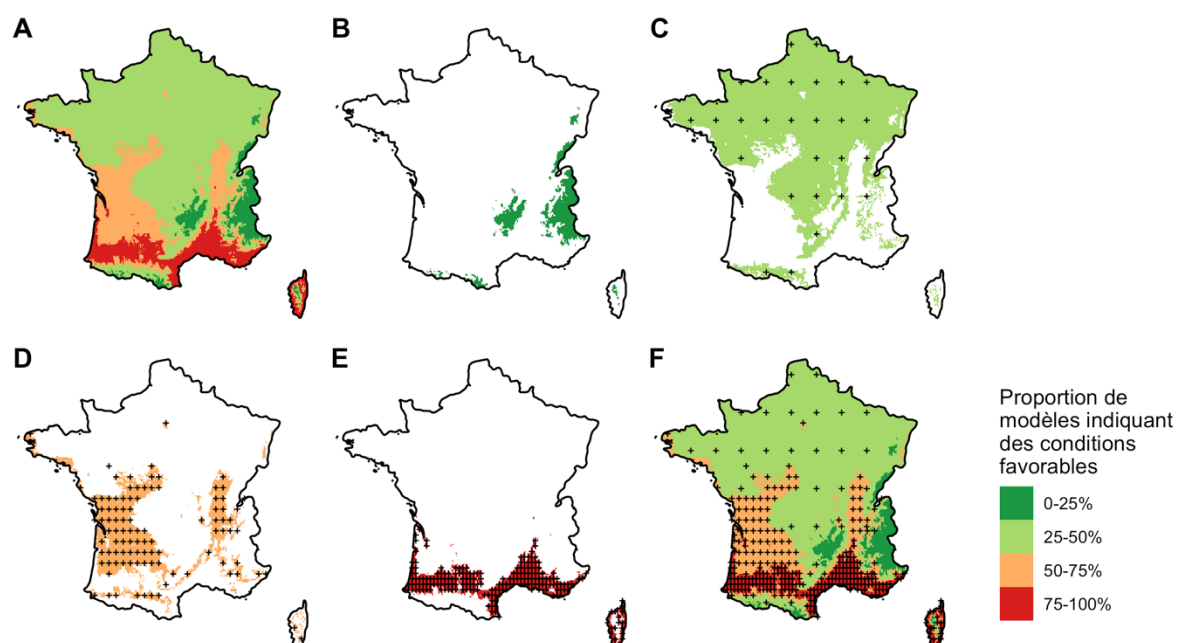 A
B
C
D
E
F
Proportion de
modèles indiquant
des conditions
favorables
0-25%
25-50%
50-75%
75-100%